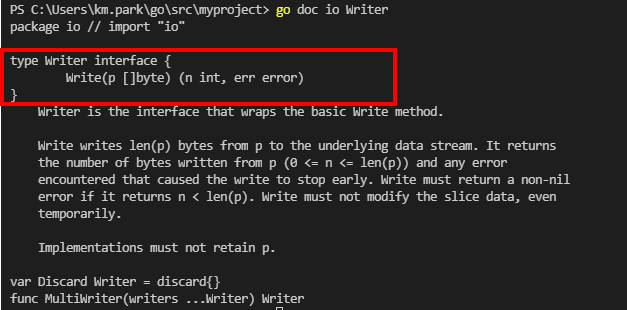 PS C:\Users\km.park\go\src\myproject> go doc io Writer
package io // import "io"
type Writer interface {
Write(p []byte) (n int, err error)
}
Writer is the interface that wraps the basic Write method.
Write writes len(p) bytes from p to the underlying data stream. It returns
the number of bytes written from p (0 <= n <= len(p)) and any error
encountered that caused the write to stop early. Write must return a non-nil
error if it returns n < len(p). Write must not modify the slice data, even
temporarily.
Implementations must not retain p.
var Discard Writer = discard{}
func MultiWriter(writers ...Writer) Writer